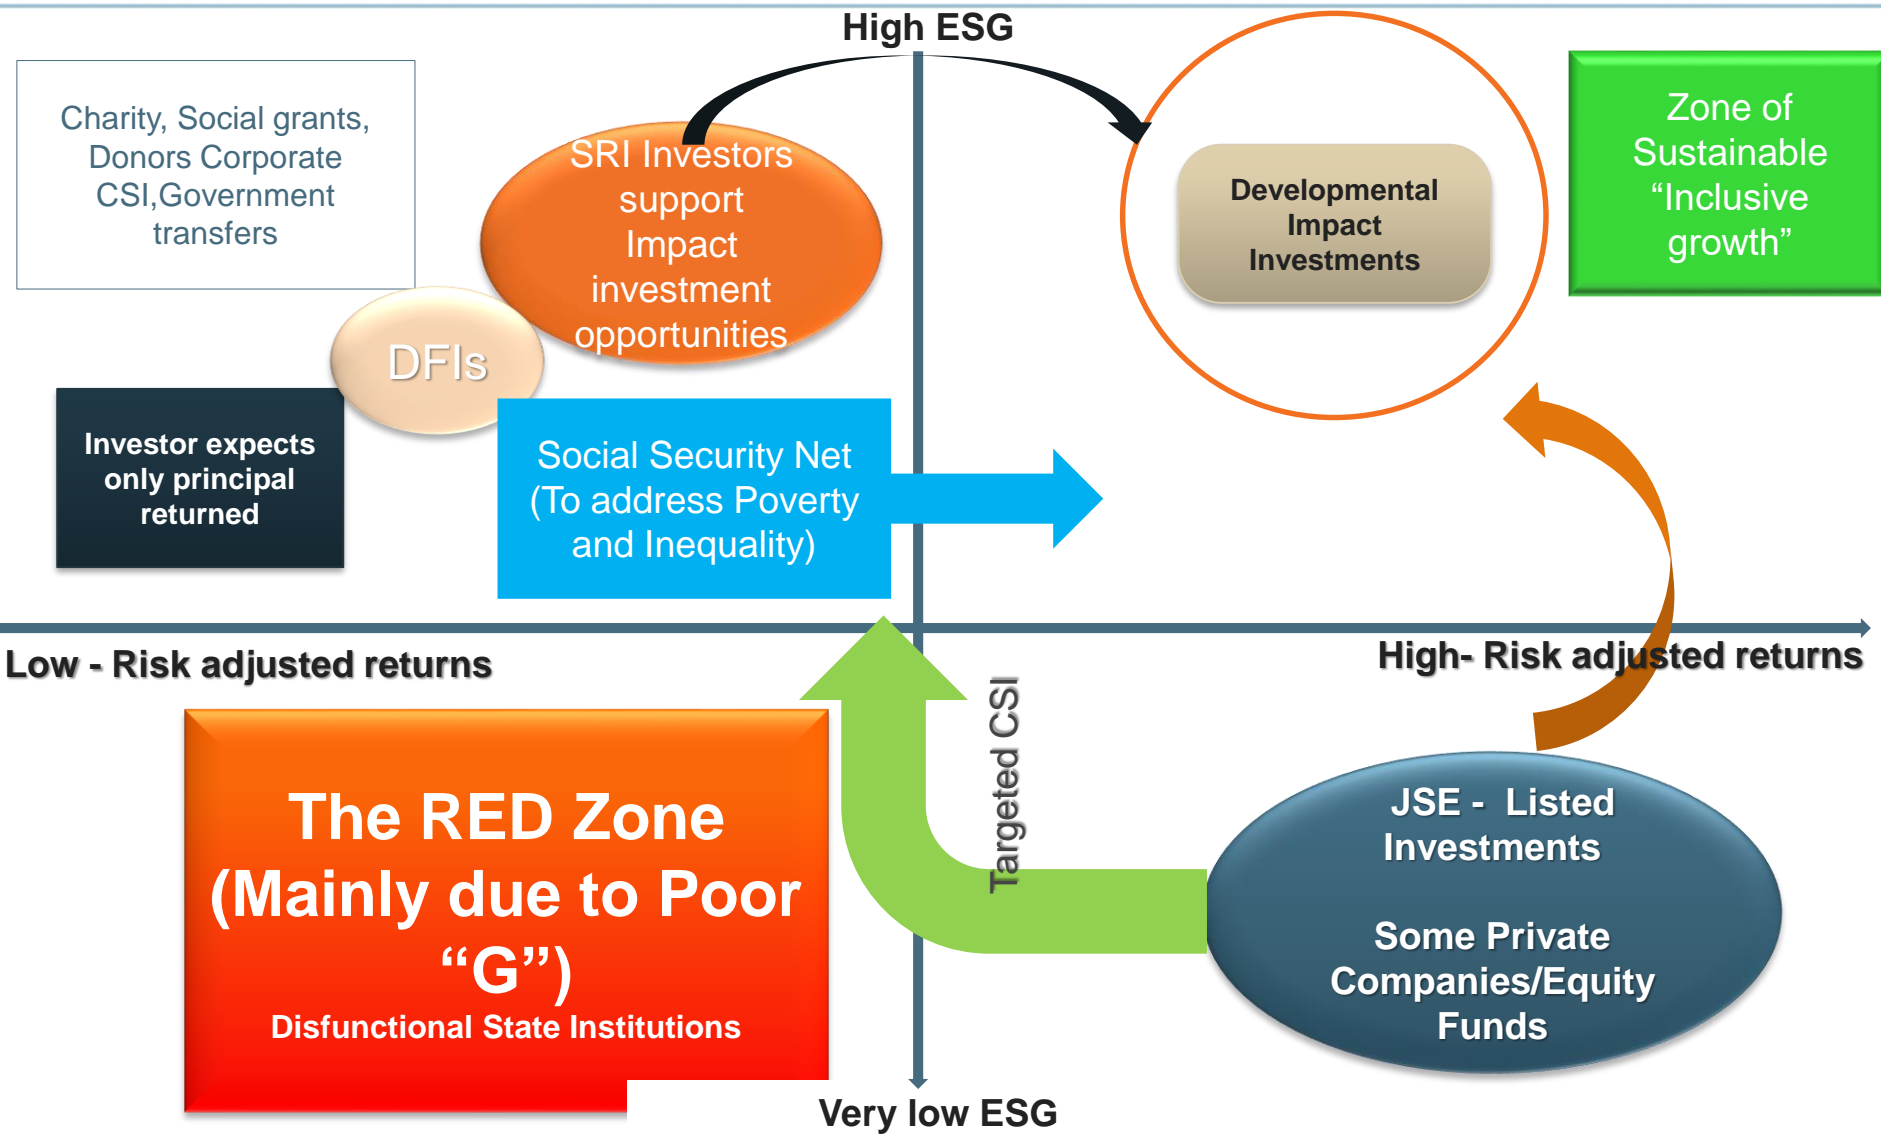 High ESG
Charity, Social grants,
Donors Corporate
CSI,Government
transfers
SRI Investors
support
Impact
investment
opportunities
Developmental
Impact
Investments
Zone of
Sustainable
“Inclusive
growth”
DFIs
Investor expects
only principal
returned
Social Security Net
(To address Poverty
and Inequality)
Low - Risk adjusted returns
High- Risk adjusted returns
Targeted CSI
The RED Zone
(Mainly due to Poor
“G”)
Disfunctional State Institutions
JSE - Listed
Investments
Some Private
Companies/Equity
Funds
Very low ESG